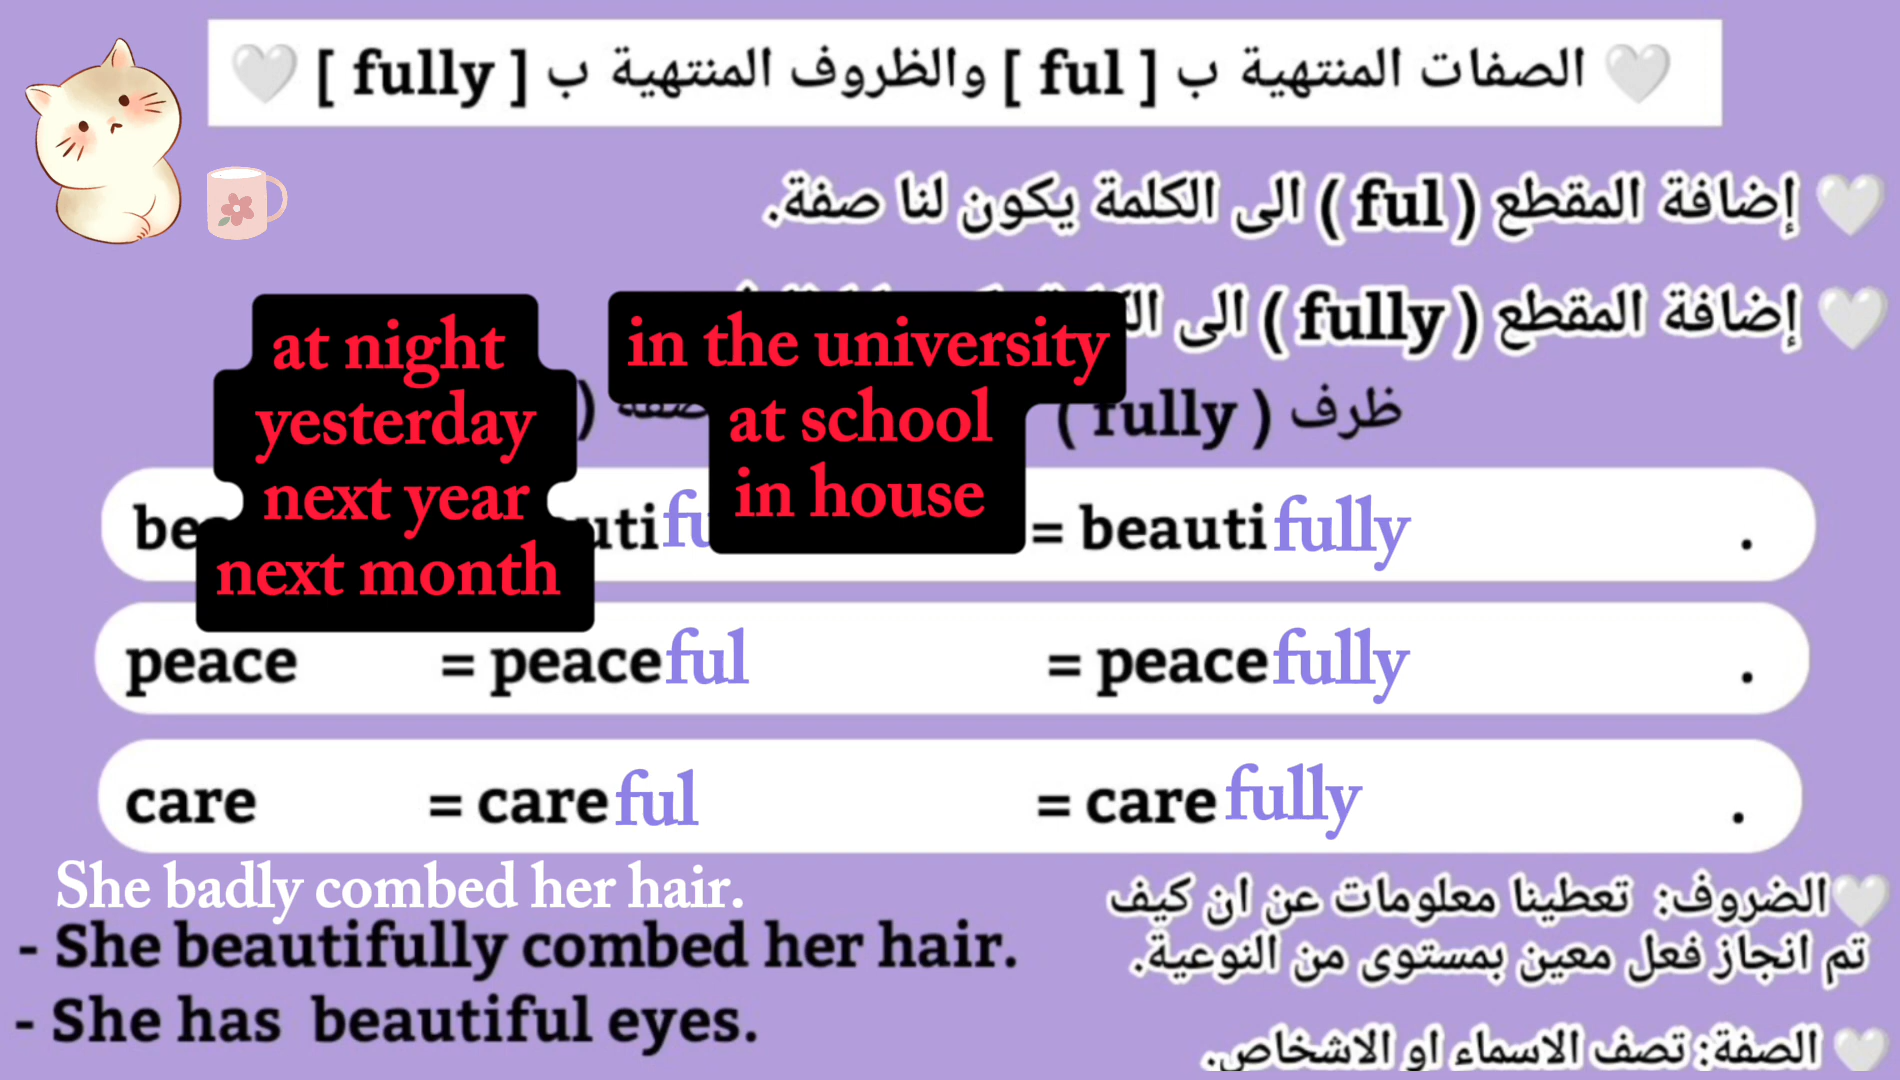 الصفات المنتهية ب [ ful ] والظروف المنتهية ب [ fully ]
إضافة المقطع ( ful ) الى الكلمة يكون لنا صفة.
إضافة المقطع ( fully ) الى
at night
yesterday
next year
next month
in the university
at school
in house
صفة ظرف ( fully )
= beautifully .
peace = peaceful = peacefully .
care = careful = carefully .
She badly combed her hair.
- She beautifully combed her hair.
- She has beautiful eyes.
الضروف: تعطينا معلومات عن ان كيف
تم انجاز فعل معين بمستوى من النوعية.
الصفة: تصف الاسماء او الاشخاص.